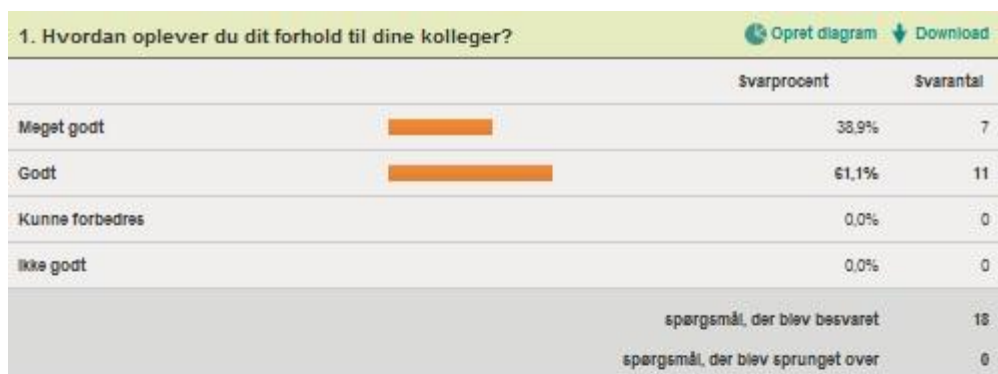 1. Hvordan oplever du dit forhold til dine kolleger? Opret diagram Download
Svarprocent Svarantal
Meget godt 38,9% 7
Godt 61,1% 11
Kunne forbedres 0,0% 0
Ikke godt 0,0% 0
spørgsmål, der blev besvaret 18
spørgsmål, der blev sprunget over 0